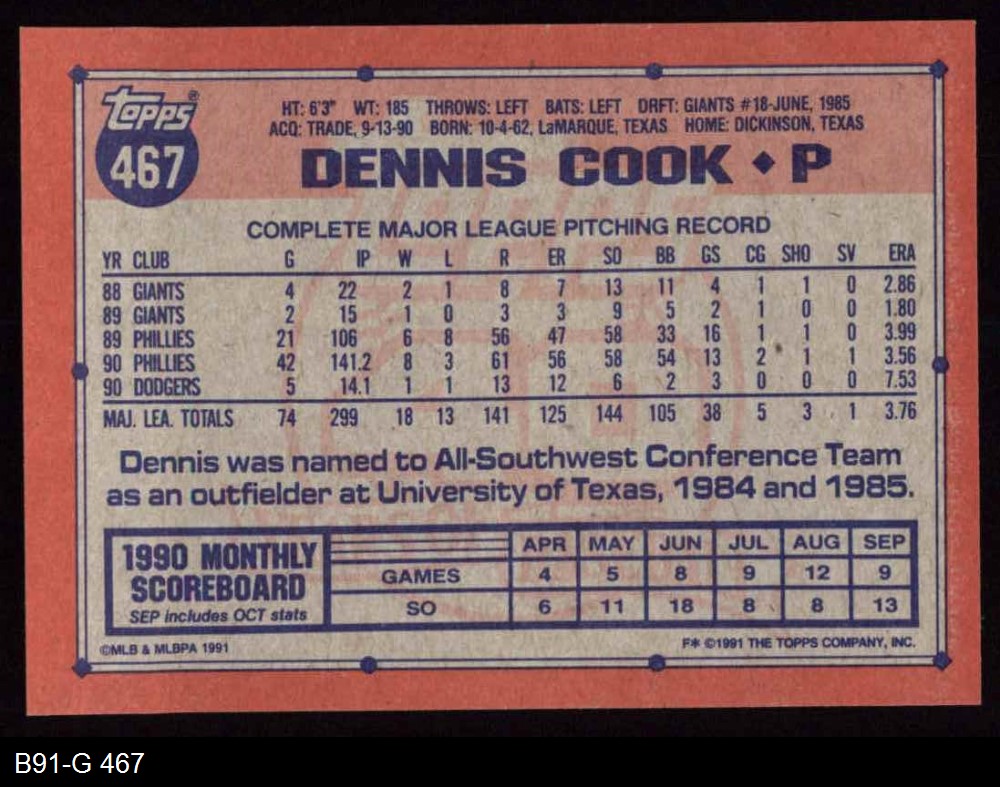 Topps®
467
HT: 6'3" WT: 185 THROWS: LEFT BATS: LEFT DRFT: GIANTS #18-JUNE, 1985
ACQ: TRADE, 9-13-90 BORN: 10-4-62, LaMARQUE, TEXAS HOME: DICKINSON, TEXAS
DENNIS COOK ◆ P
COMPLETE MAJOR LEAGUE PITCHING RECORD
YR CLUB G IP W L R ER SO BB GS CG SHO SV ERA
88 GIANTS 4 22 2 1 8 7 13 11 4 1 1 0 2.86
89 GIANTS 2 15 1 0 3 3 9 5 2 1 0 0 1.80
89 PHILLIES 21 106 6 8 56 47 58 33 16 1 1 0 3.99
90 PHILLIES 42 141.2 8 3 61 56 58 54 13 2 1 1 3.56
90 DODGERS 5 14.1 1 1 13 12 6 2 3 0 0 0 7.53
MAJ. LEA. TOTALS 74 299 18 13 141 125 144 105 38 5 3 1 3.76
Dennis was named to All-Southwest Conference Team
as an outfielder at University of Texas, 1984 and 1985.
1990 MONTHLY
SCOREBOARD
SEP includes OCT stats
APR MAY JUN JUL AUG SEP
GAMES 4 5 8 9 12 9
SO 6 11 18 8 8 13
©MLB & MLBPA 1991
F* ©1991 THE TOPPS COMPANY, INC.
B91-G 467